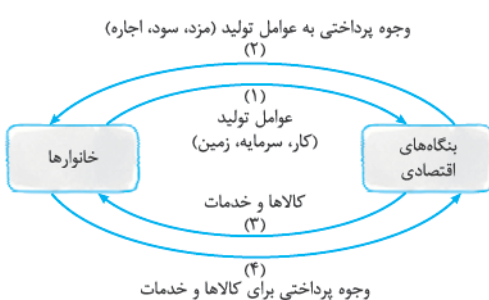 وجوه پرداختی به عوامل تولید (مزد، سود، اجاره)
(۲)
(۱)
عوامل تولید
(کار، سرمایه، زمین)
بنگاه‌های
اقتصادی
خانوارها
کالاها و خدمات
(۳)
(۴)
وجوه پرداختی برای کالاها و خدمات